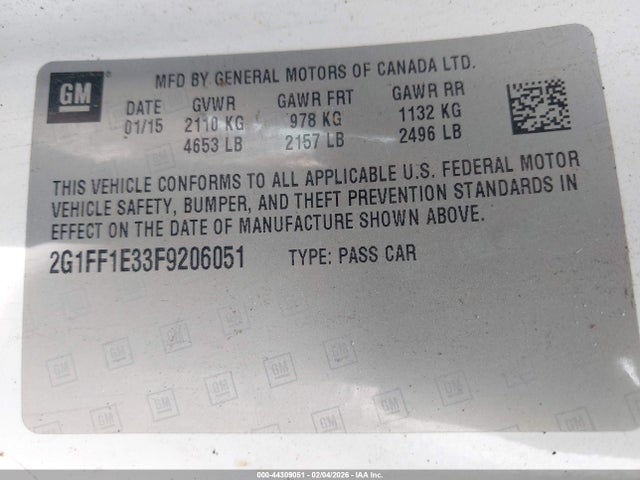 GM
MFD BY GENERAL MOTORS OF CANADA LTD.
DATE GVWR GAWR FRT GAWR RR
01/15 2110 KG 978 KG 1132 KG
4653 LB 2157 LB 2496 LB
THIS VEHICLE CONFORMS TO ALL APPLICABLE U.S. FEDERAL MOTOR
VEHICLE SAFETY, BUMPER, AND THEFT PREVENTION STANDARDS IN
EFFECT ON THE DATE OF MANUFACTURE SHOWN ABOVE.
2G1FF1E33F9206051 TYPE: PASS CAR
000-44309051 - 02/04/2026 - IAA Inc.